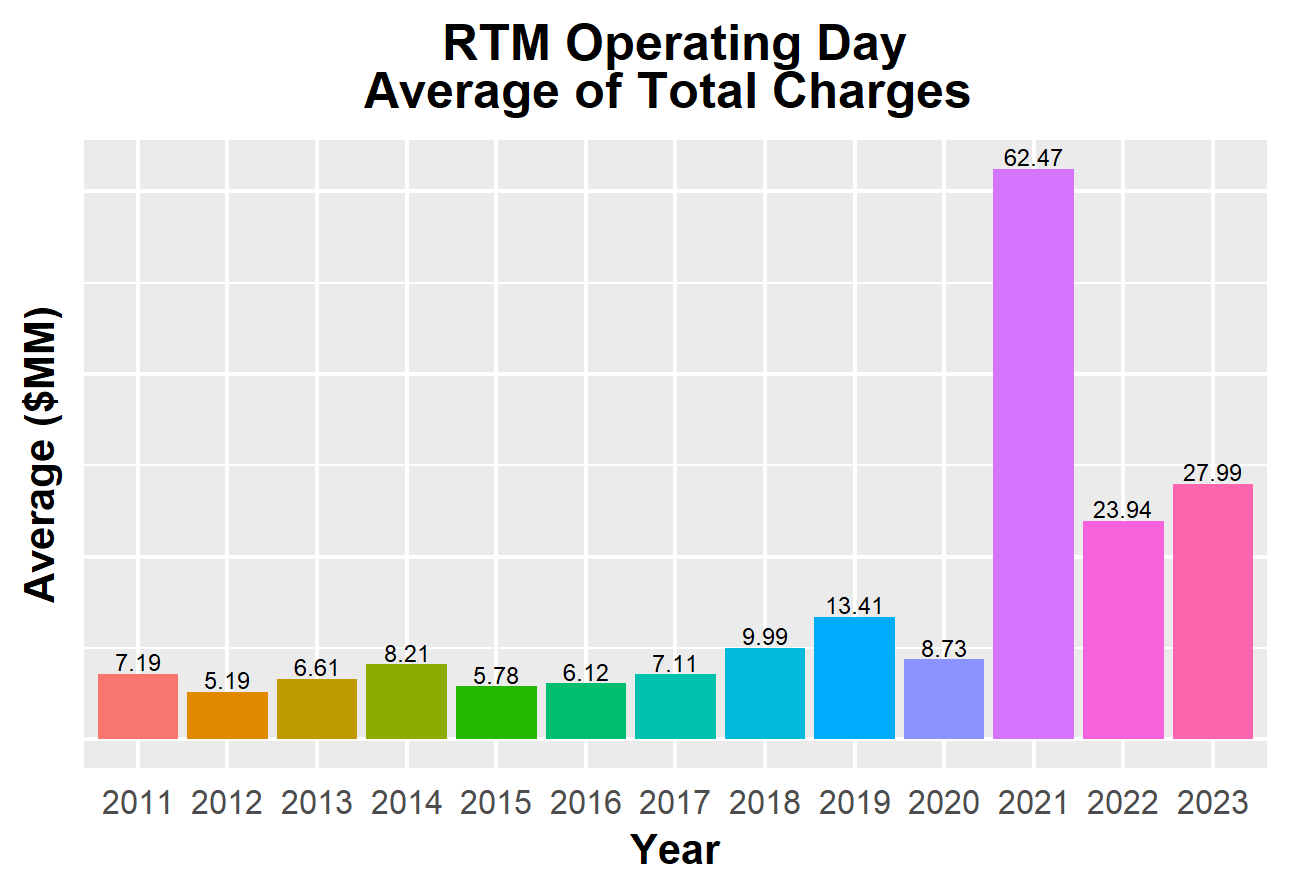 RTM Operating Day
Average of Total Charges
Average ($MM)
7.19
5.19
6.61
8.21
5.78
6.12
7.11
9.99
13.41
8.73
62.47
23.94
27.99
2011 2012 2013 2014 2015 2016 2017 2018 2019 2020 2021 2022 2023
Year